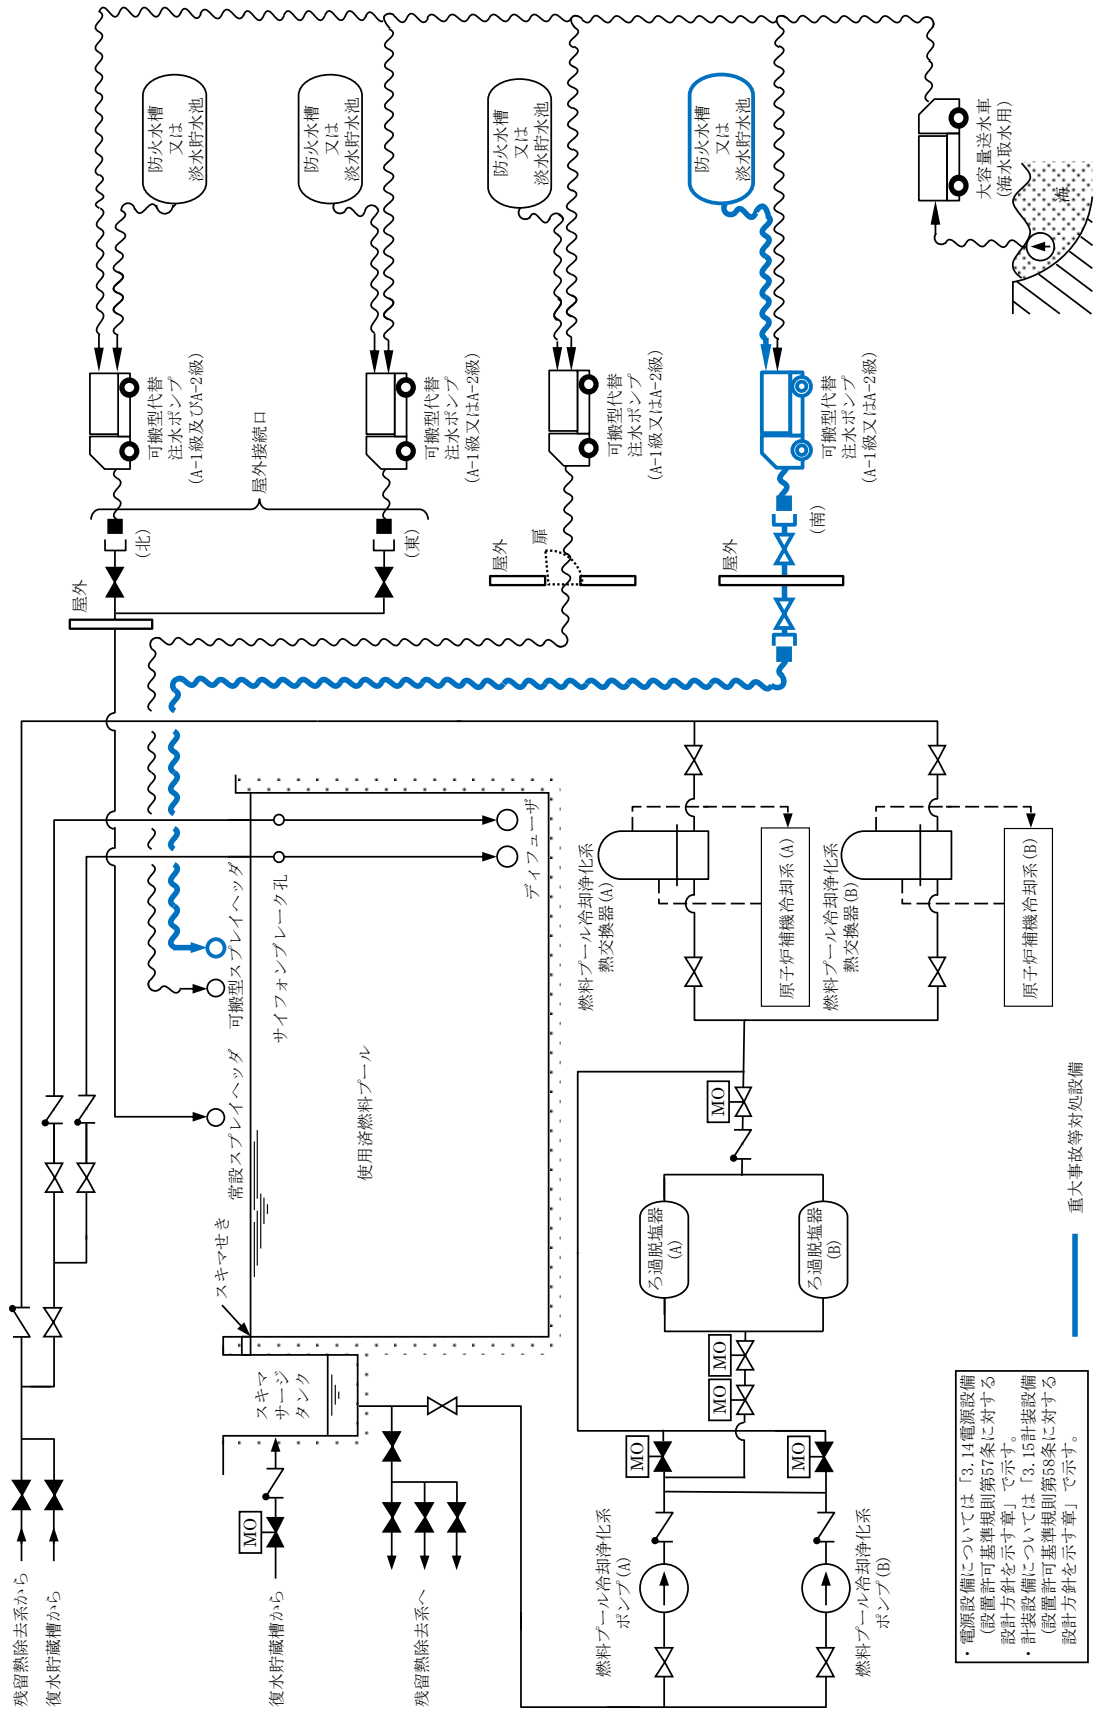 残留熱除去系から
復水貯蔵槽から
復水貯蔵槽から
残留熱除去系へ
MO
スキマ
サージ
タンク
スキマせき
常設スプレイヘッダ
可搬型スプレイヘッダ
サイフォンブレーク孔
使用済燃料プール
ディフューザ
屋外
(北)
(東)
屋外接続口
可搬型代替
注水ポンプ
(A-1級及びA-2級)
防火水槽
又は
淡水貯水池
可搬型代替
注水ポンプ
(A-1級又はA-2級)
防火水槽
又は
淡水貯水池
屋外
扉
可搬型代替
注水ポンプ
(A-1級又はA-2級)
防火水槽
又は
淡水貯水池
屋外
(南)
可搬型代替
注水ポンプ
(A-1級又はA-2級)
防火水槽
又は
淡水貯水池
大容量送水車
(海水取水用)
海
燃料プール冷却浄化系
熱交換器(A)
原子炉補機冷却系(A)
燃料プール冷却浄化系
熱交換器(B)
原子炉補機冷却系(B)
MO
ろ過脱塩器
(A)
ろ過脱塩器
(B)
MO
MO
MO
MO
燃料プール冷却浄化系
ポンプ(A)
燃料プール冷却浄化系
ポンプ(B)
重大事故等対処設備
・電源設備については「3.14電源設備
(設置許可基準規則第57条に対する
設計方針を示す章」で示す。
・計装設備については「3.15計装設備
(設置許可基準規則第58条に対する
設計方針を示す章」で示す。